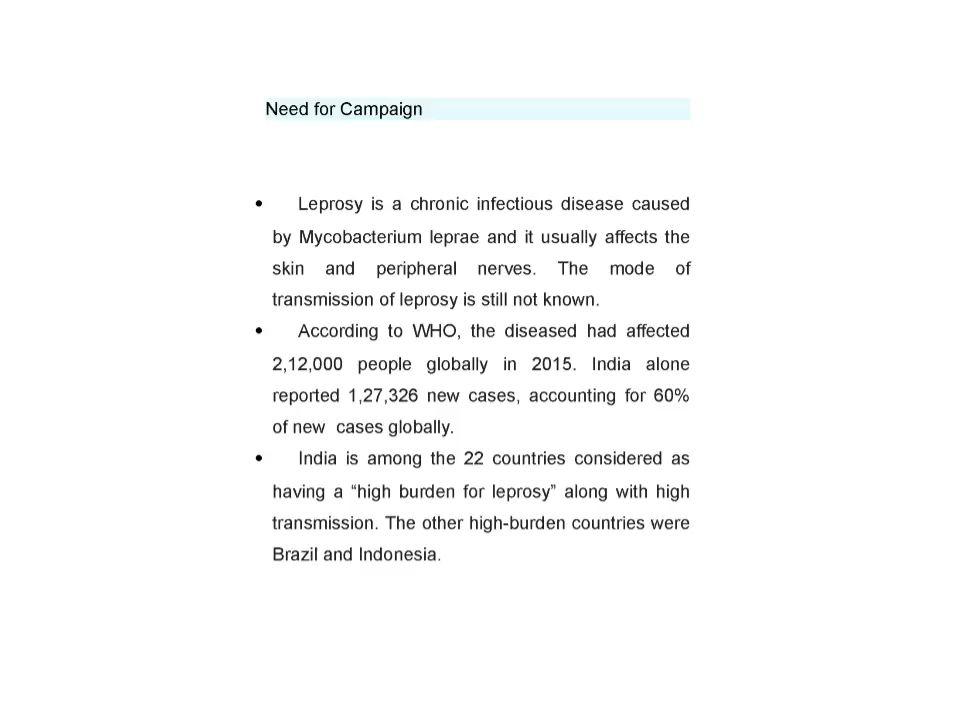 Need for Campaign
• Leprosy is a chronic infectious disease caused
by Mycobacterium leprae and it usually affects the
skin and peripheral nerves. The mode of
transmission of leprosy is still not known.
• According to WHO, the diseased had affected
2,12,000 people globally in 2015. India alone
reported 1,27,326 new cases, accounting for 60%
of new cases globally.
• India is among the 22 countries considered as
having a “high burden for leprosy” along with high
transmission. The other high-burden countries were
Brazil and Indonesia.